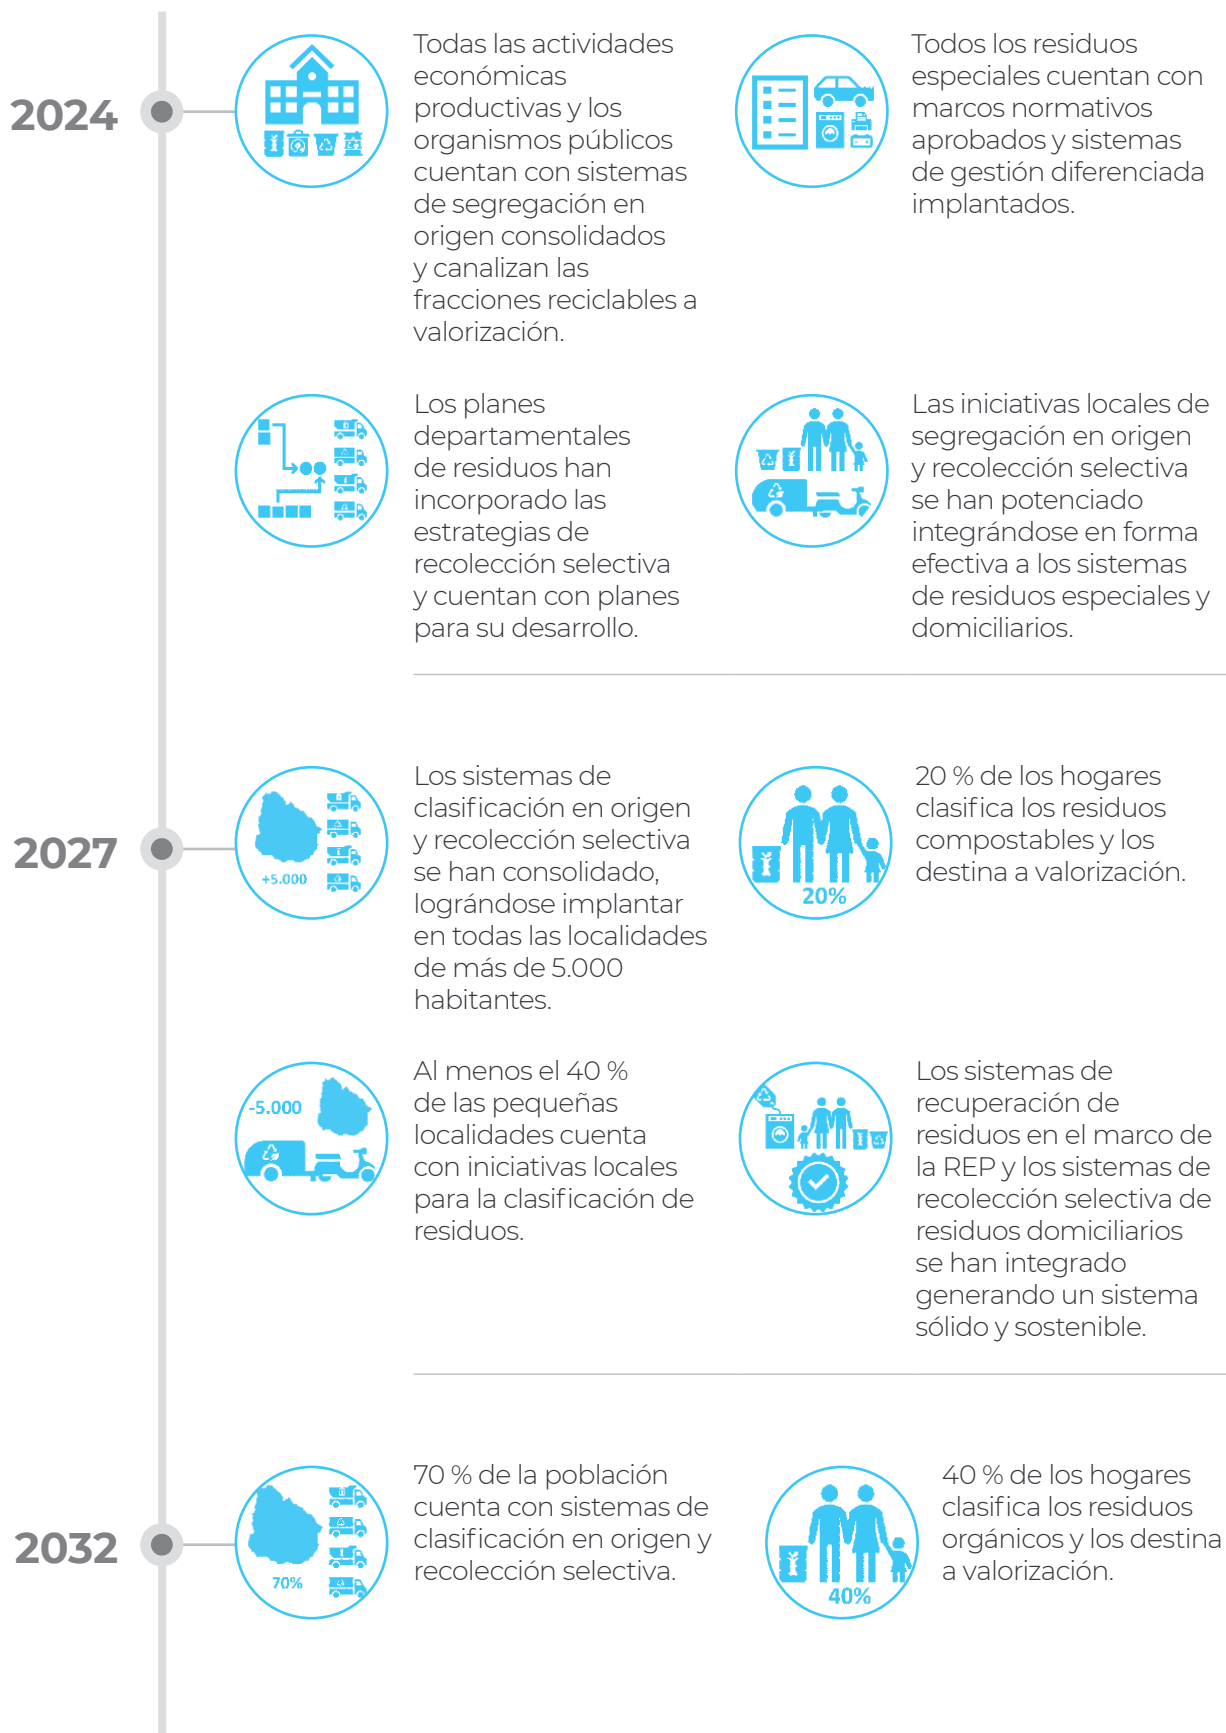 2024
Todas las actividades
económicas
productivas y los
organismos públicos
cuentan con sistemas
de segregación en
origen consolidados
y canalizan las
fracciones reciclables a
valorización.
Todos los residuos
especiales cuentan con
marcos normativos
aprobados y sistemas
de gestión diferenciada
implantados.
Los planes
departamentales
de residuos han
incorporado las
estrategias de
recolección selectiva
y cuentan con planes
para su desarrollo.
Las iniciativas locales de
segregación en origen
y recolección selectiva
se han potenciado
integrándose en forma
efectiva a los sistemas
de residuos especiales y
domiciliarios.
2027
+5.000
Los sistemas de
clasificación en origen
y recolección selectiva
se han consolidado,
lográndose implantar
en todas las localidades
de más de 5.000
habitantes.
20%
20 % de los hogares
clasifica los residuos
compostables y los
destina a valorización.
-5.000
Al menos el 40 %
de las pequeñas
localidades cuenta
con iniciativas locales
para la clasificación de
residuos.
Los sistemas de
recuperación de
residuos en el marco de
la REP y los sistemas de
recolección selectiva de
residuos domiciliarios
se han integrado
generando un sistema
sólido y sostenible.
2032
70%
70 % de la población
cuenta con sistemas de
clasificación en origen y
recolección selectiva.
40%
40 % de los hogares
clasifica los residuos
orgánicos y los destina
a valorización.